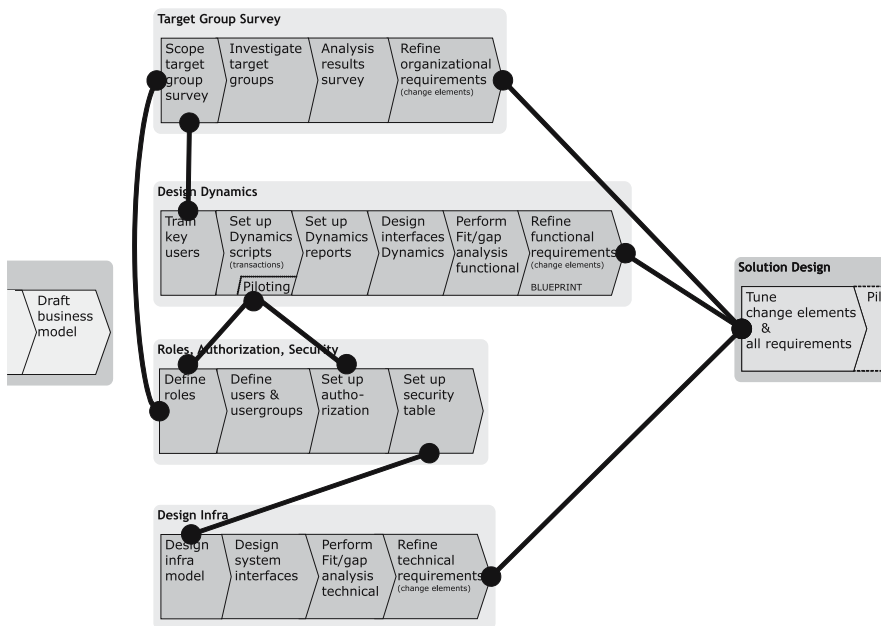 Target Group Survey
Scope
target
group
survey
Investigate
target
groups
Analysis
results
survey
Refine
organizational
requirements
(change elements)
Design Dynamics
Train
key
users
Set up
Dynamics
scripts
(transactions)
Piloting
Set up
Dynamics
reports
Design
interfaces
Dynamics
Perform
Fit/gap
analysis
functional
Refine
functional
requirements
(change elements)
BLUEPRINT
Draft
business
model
Roles, Authorization, Security
Define
roles
Define
users &
usergroups
Set up
autho-
rization
Set up
security
table
Design Infra
Design
infra
model
Design
system
interfaces
Perform
Fit/gap
analysis
technical
Refine
technical
requirements
(change elements)
Solution Design
Tune
change elements
&
all requirements
Pil